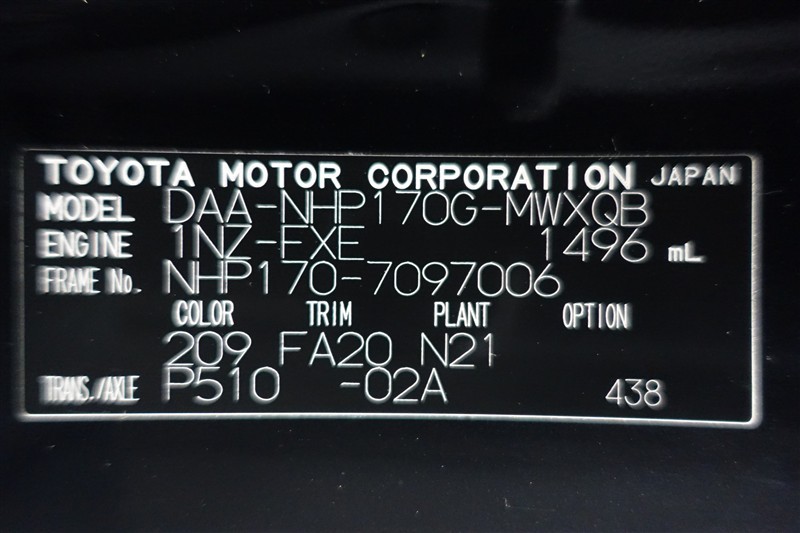 TOYOTA MOTOR CORPORATION JAPAN
MODEL DAA-NHP170G-MWXQB
ENGINE 1NZ-FXE 1496 mL
FRAME No. NHP170-7097006
COLOR TRIM PLANT OPTION
209 FA20 N21
TRANS./AXLE P510 -02A 438